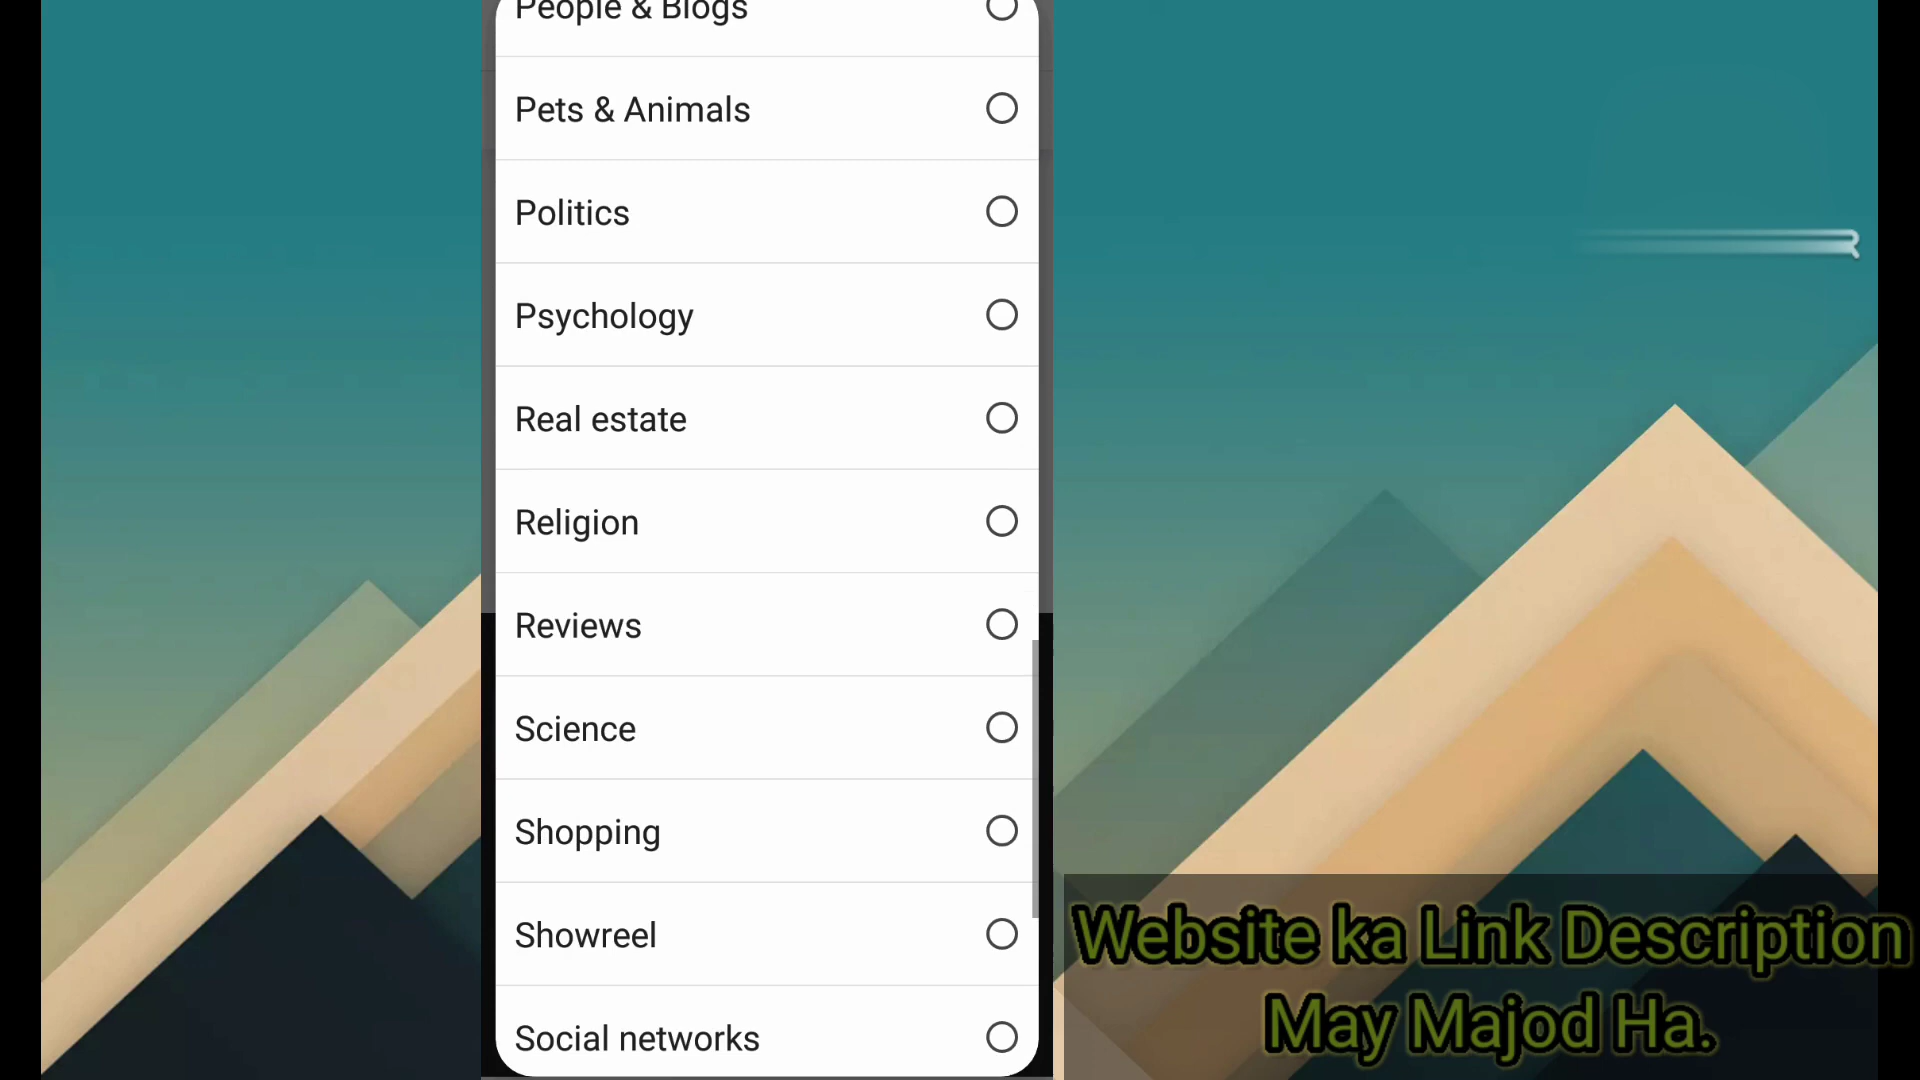 People & Blogs
Pets & Animals
Politics
Psychology
Real estate
Religion
Reviews
Science
Shopping
Showreel
Social networks
R
Website ka Link Description
May Majod Ha.